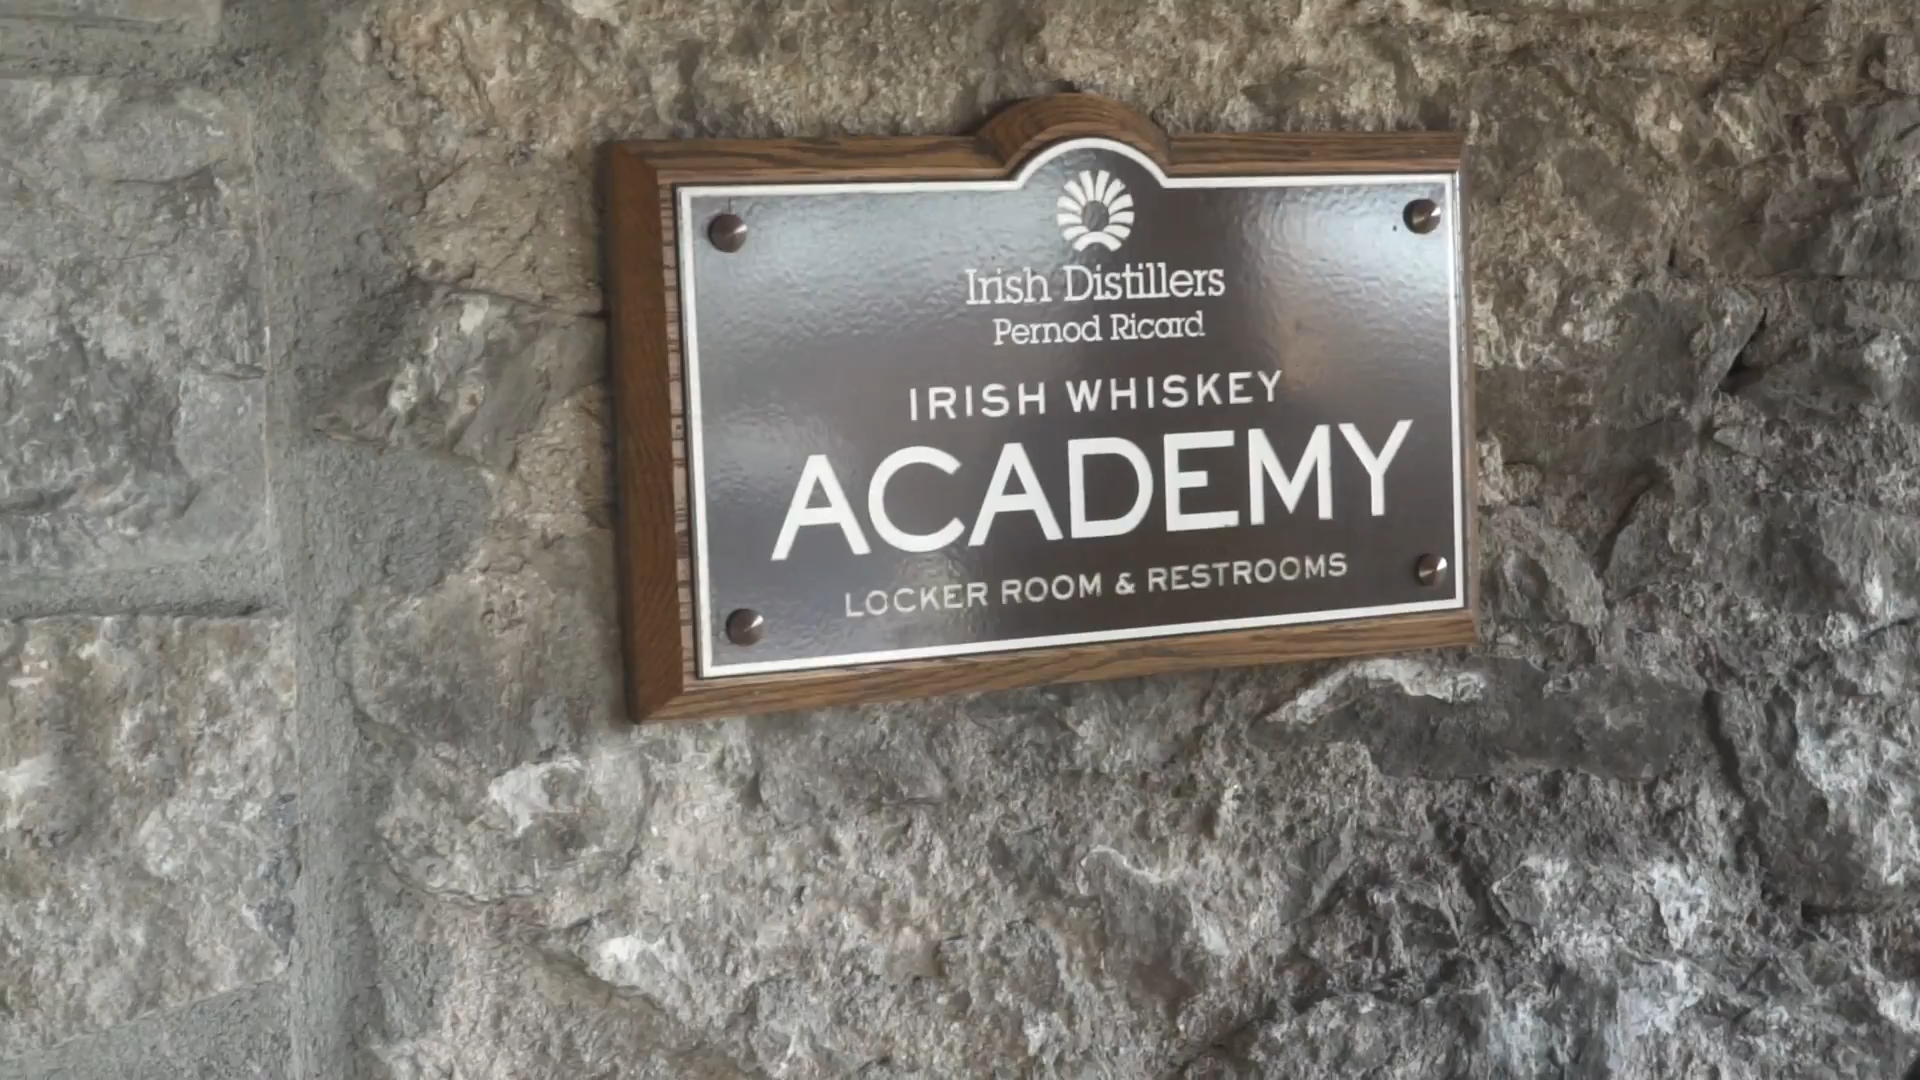 Irish Distillers
Pernod Ricard
IRISH WHISKEY
ACADEMY
LOCKER ROOM & RESTROOMS